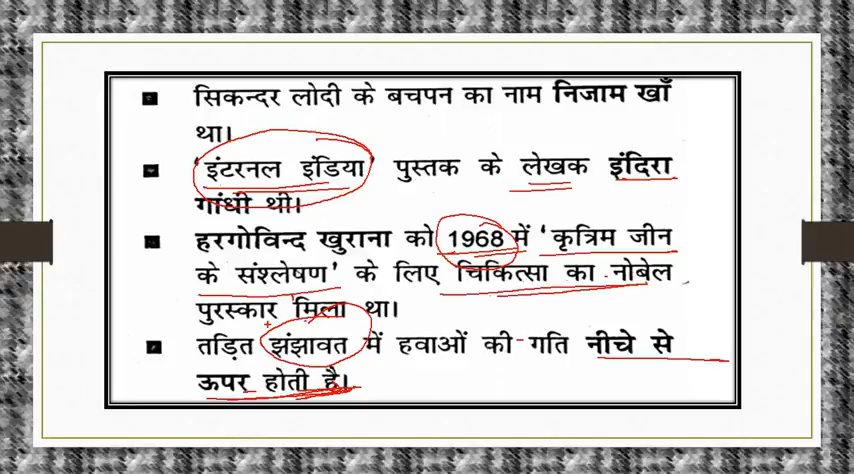 सिकन्दर लोदी के बचपन का नाम निजाम खाँ
था।
'इंटरनल इंडिया' पुस्तक के लेखक इंदिरा
गांधी थी।
हरगोविन्द खुराना को 1968 में 'कृत्रिम जीन
के संश्लेषण' के लिए चिकित्सा का नोबेल
पुरस्कार मिला था।
तड़ित झंझावत में हवाओं की गति नीचे से
ऊपर होती है।